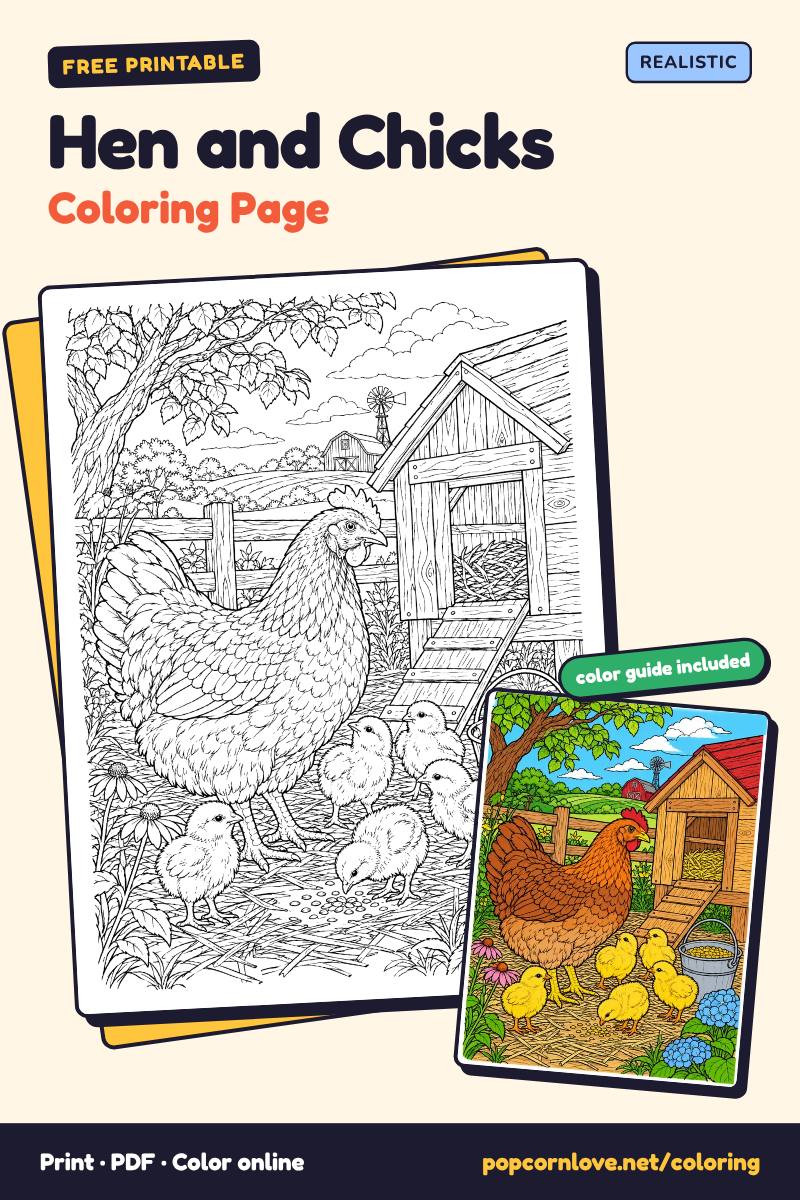 FREE PRINTABLE
REALISTIC
Hen and Chicks
Coloring Page
color guide included
Print · PDF · Color online
popcornlove.net/coloring